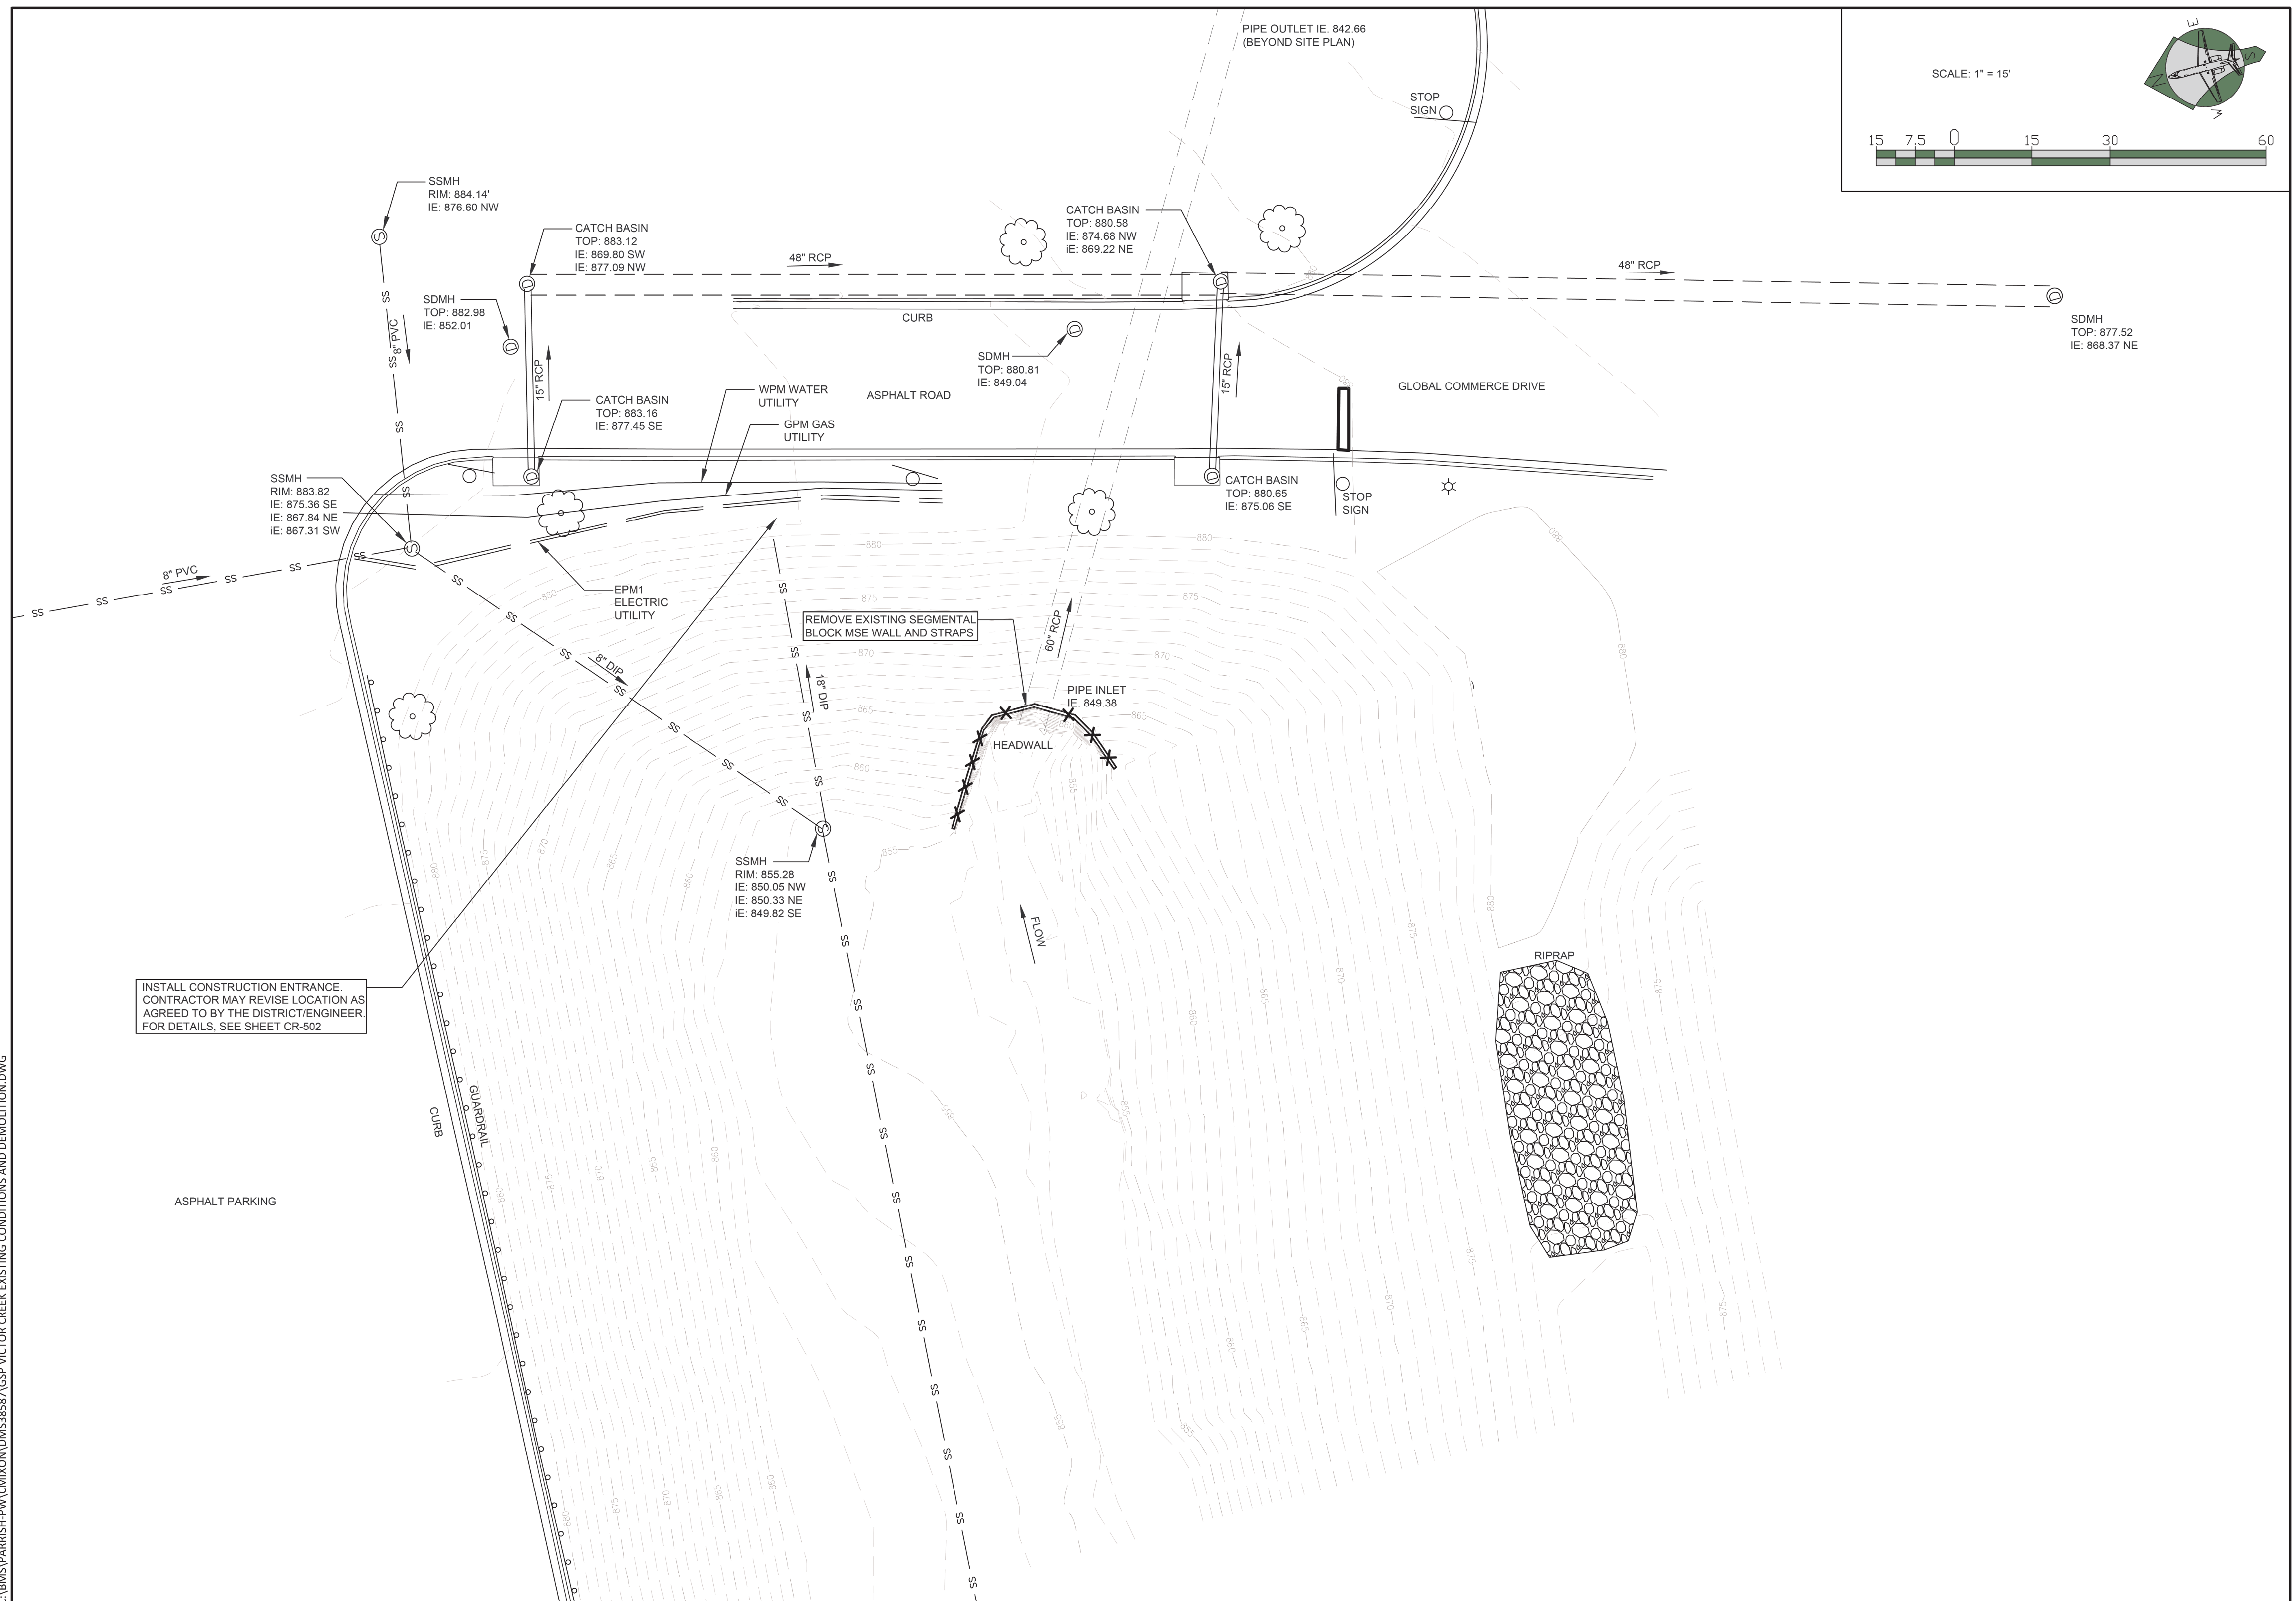 PIPE OUTLET IE. 842.66
(BEYOND SITE PLAN)
SCALE: 1" = 15'
N
E
S
W
15 7.5 0 15 30 60
STOP
SIGN
SSMH
RIM: 884.14'
IE: 876.60 NW
CATCH BASIN
TOP: 883.12
IE: 869.80 SW
IE: 877.09 NW
CATCH BASIN
TOP: 880.58
IE: 874.68 NW
iE: 869.22 NE
48" RCP
48" RCP
SDMH
TOP: 882.98
IE: 852.01
8" PVC
15" RCP
CURB
SDMH
TOP: 880.81
IE: 849.04
15" RCP
SDMH
TOP: 877.52
IE: 868.37 NE
WPM WATER
UTILITY
ASPHALT ROAD
GLOBAL COMMERCE DRIVE
CATCH BASIN
TOP: 883.16
IE: 877.45 SE
GPM GAS
UTILITY
SSMH
RIM: 883.82
IE: 875.36 SE
IE: 867.84 NE
iE: 867.31 SW
CATCH BASIN
TOP: 880.65
IE: 875.06 SE
STOP
SIGN
8" PVC
EPM1
ELECTRIC
UTILITY
REMOVE EXISTING SEGMENTAL
BLOCK MSE WALL AND STRAPS
60" RCP
8" DIP
18" DIP
PIPE INLET
IE. 849.38
HEADWALL
SSMH
RIM: 855.28
IE: 850.05 NW
IE: 850.33 NE
iE: 849.82 SE
FLOW
RIPRAP
INSTALL CONSTRUCTION ENTRANCE.
CONTRACTOR MAY REVISE LOCATION AS
AGREED TO BY THE DISTRICT/ENGINEER.
FOR DETAILS, SEE SHEET CR-502
GUARDRAIL
CURB
ASPHALT PARKING
880
875
870
865
860
855